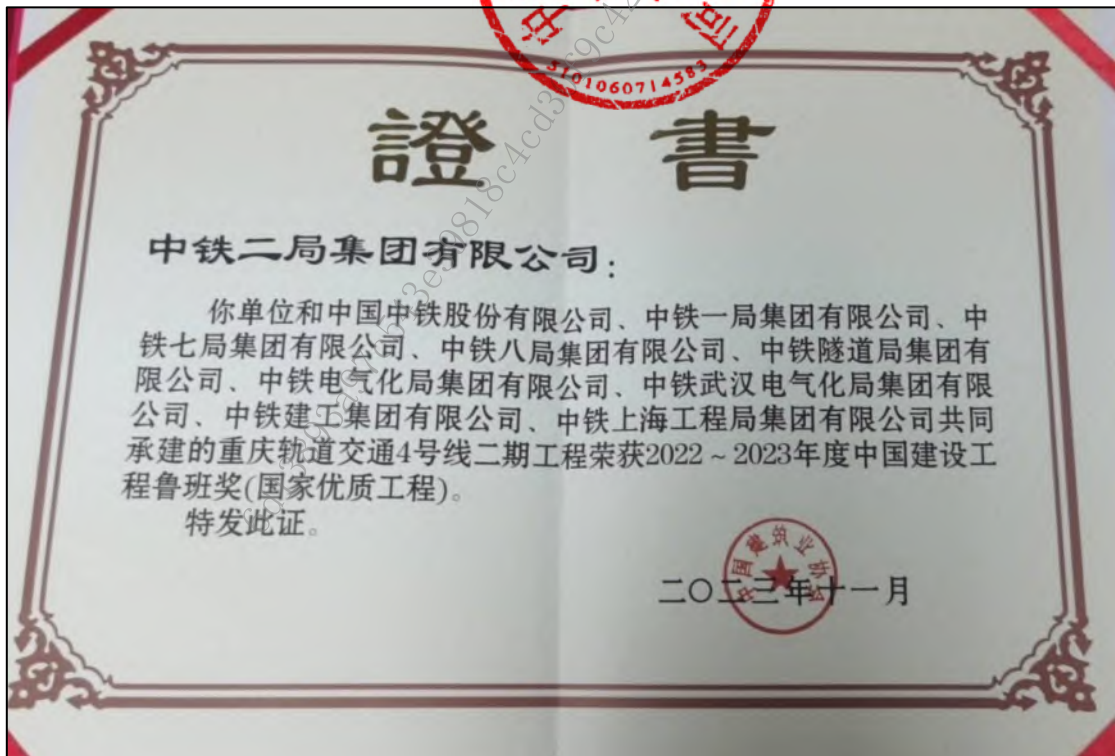 5101060714583
證 書
中铁二局集团有限公司：
你单位和中国中铁股份有限公司、中铁一局集团有限公司、中
铁七局集团有限公司、中铁八局集团有限公司、中铁隧道局集团有
限公司、中铁电气化局集团有限公司、中铁武汉电气化局集团有限
公司、中铁建工集团有限公司、中铁上海工程局集团有限公司共同
承建的重庆轨道交通4号线二期工程荣获2022～2023年度中国建设工
程鲁班奖(国家优质工程)。
特发此证。
中国建筑业协会
二〇二三年十一月